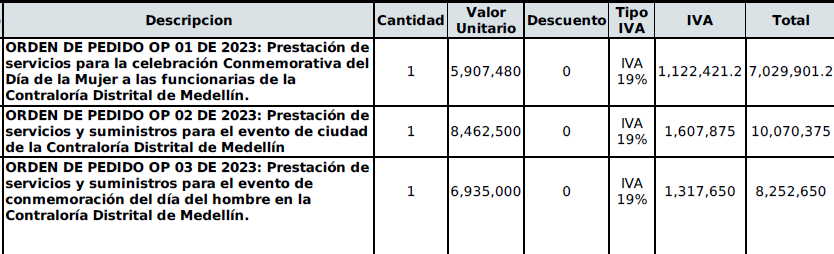 Descripcion Cantidad Valor Unitario Descuento Tipo IVA IVA Total
ORDEN DE PEDIDO OP 01 DE 2023: Prestación de
servicios para la celebración Conmemorativa del
Día de la Mujer a las funcionarias de la
Contraloría Distrital de Medellín.
1 5,907,480 0 IVA 19% 1,122,421.2 7,029,901.2
ORDEN DE PEDIDO OP 02 DE 2023: Prestación de
servicios y suministros para el evento de ciudad
de la Contraloría Distrital de Medellín
1 8,462,500 0 IVA 19% 1,607,875 10,070,375
ORDEN DE PEDIDO OP 03 DE 2023: Prestación de
servicios y suministros para el evento de
conmemoración del día del hombre en la
Contraloría Distrital de Medellín.
1 6,935,000 0 IVA 19% 1,317,650 8,252,650